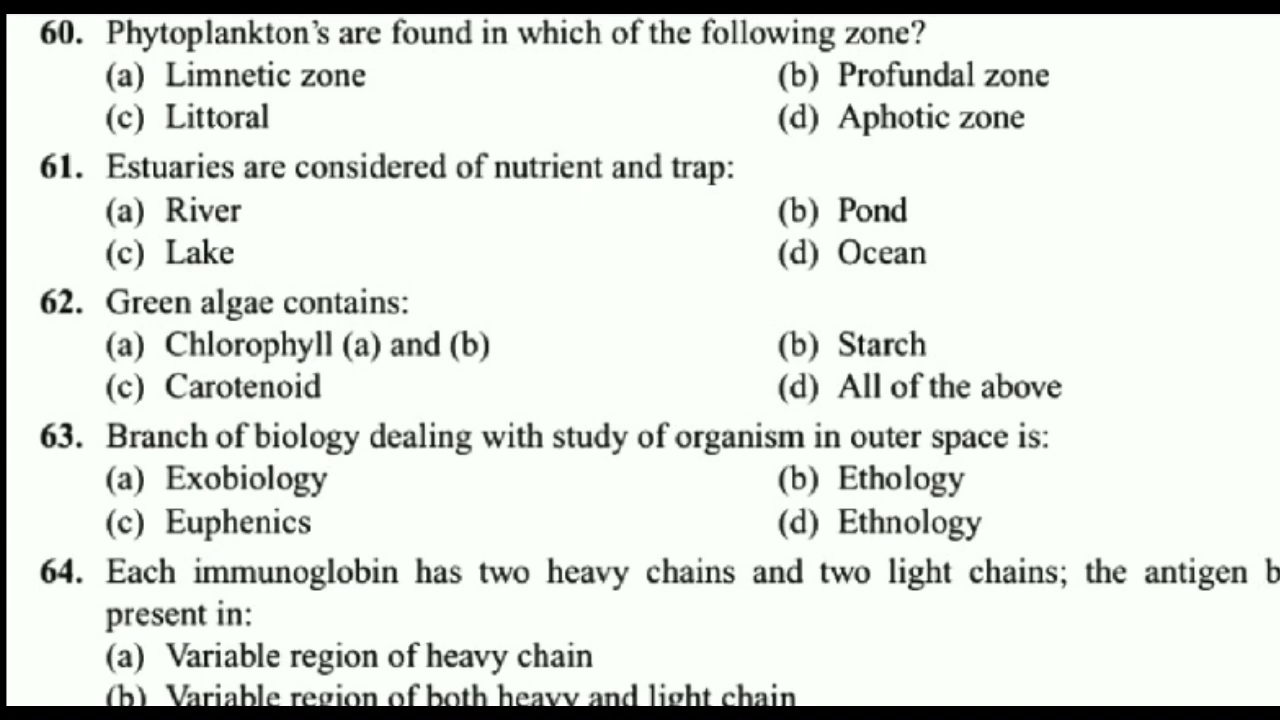 60. Phytoplankton's are found in which of the following zone?
(a) Limnetic zone (b) Profundal zone
(c) Littoral (d) Aphotic zone
61. Estuaries are considered of nutrient and trap:
(a) River (b) Pond
(c) Lake (d) Ocean
62. Green algae contains:
(a) Chlorophyll (a) and (b) (b) Starch
(c) Carotenoid (d) All of the above
63. Branch of biology dealing with study of organism in outer space is:
(a) Exobiology (b) Ethology
(c) Euphenics (d) Ethnology
64. Each immunoglobin has two heavy chains and two light chains; the antigen
present in:
(a) Variable region of heavy chain
(b) Variable region of both heavy and light chain